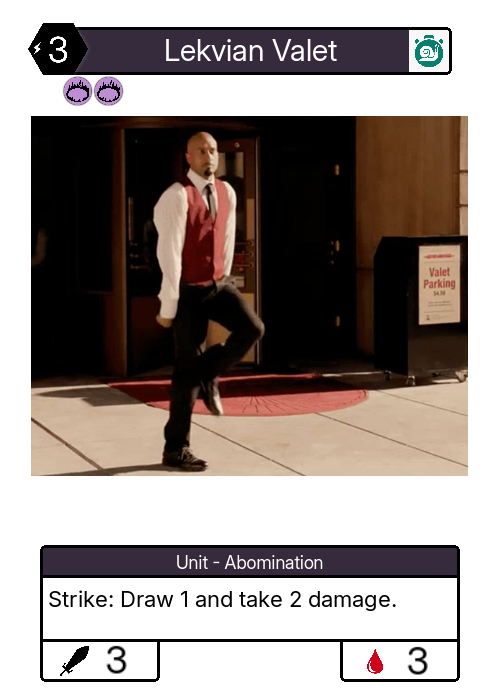 3
Lekvian Valet
Valet
Parking
Unit - Abomination
Strike: Draw 1 and take 2 damage.
3
3